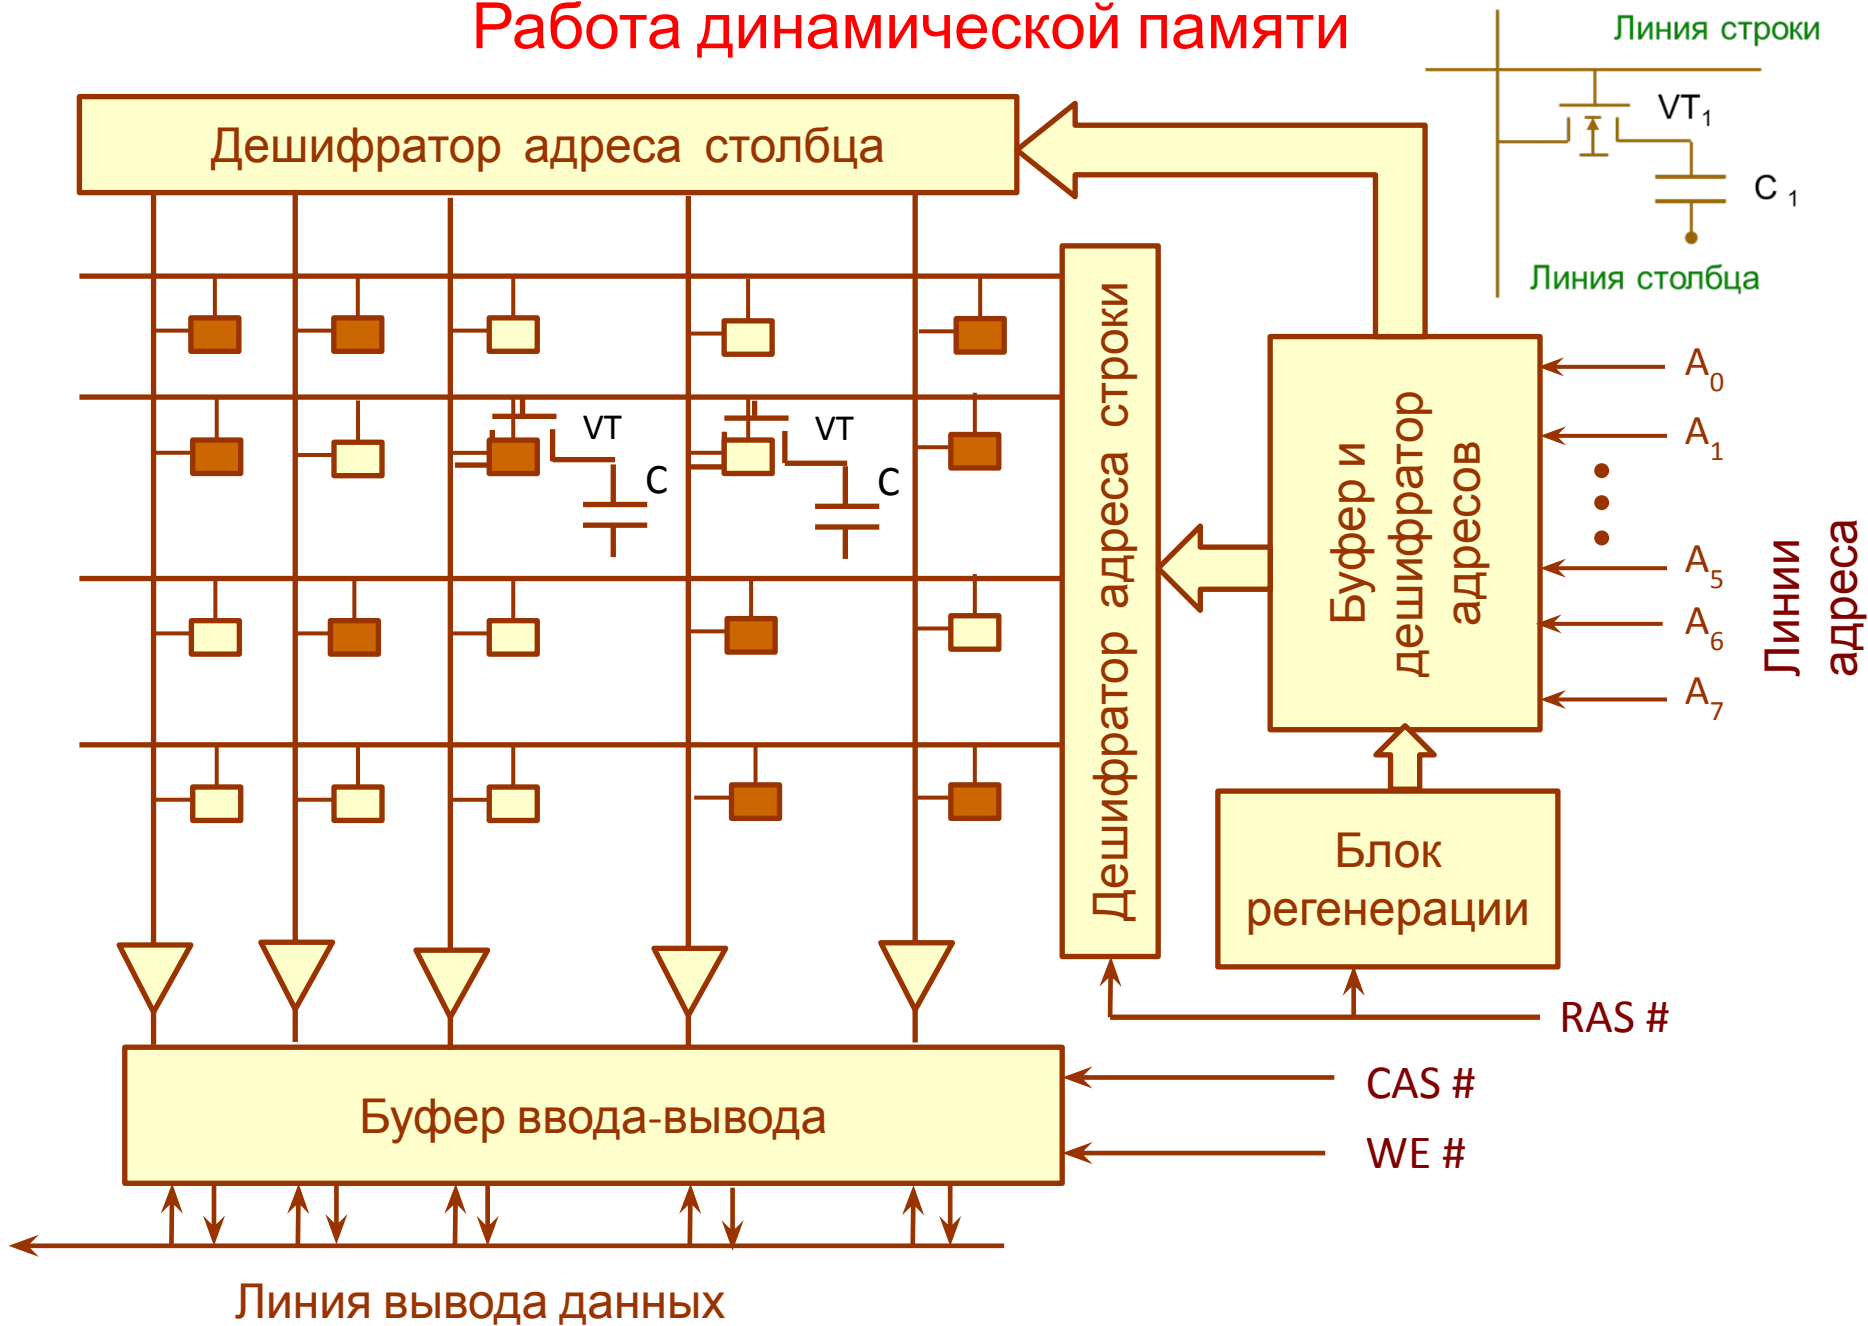 Работа динамической памяти
Линия строки
VT1
C 1
Линия столбца
Дешифратор адреса столбца
Дешифратор адреса строки
Буфер и
дешифратор
адресов
A0
A1
A5
A6
A7
Линии
адреса
VT
C
VT
C
Блок
регенерации
RAS #
CAS #
WE #
Буфер ввода-вывода
Линия вывода данных